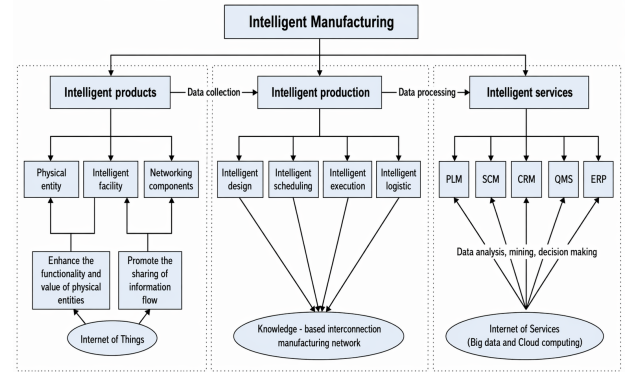 Intelligent Manufacturing
Intelligent products
Data collection
Intelligent production
Data processing
Intelligent services
Physical
entity
Intelligent
facility
Networking
components
Intelligent
design
Intelligent
scheduling
Intelligent
execution
Intelligent
logistic
PLM
SCM
CRM
QMS
ERP
Enhance the
functionality and
value of physical
entities
Promote the
sharing of
information
flow
Internet of Things
Knowledge - based interconnection
manufacturing network
Data analysis, mining, decision making
Internet of Services
(Big data and Cloud computing)